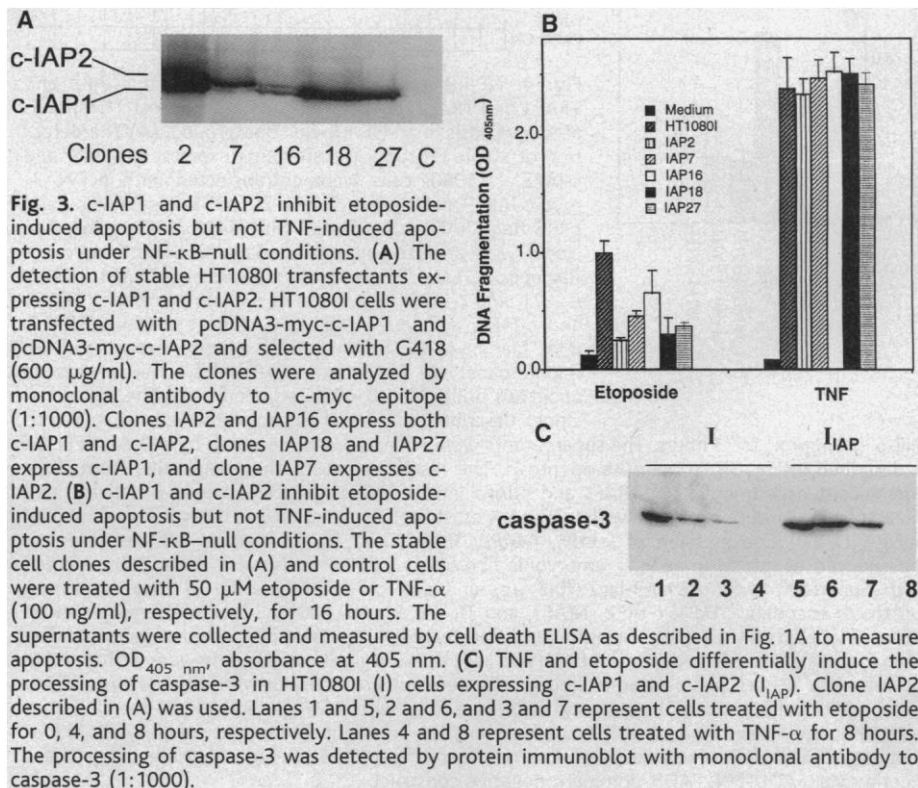 A
c-IAP2
c-IAP1
Clones 2 7 16 18 27 C
B
DNA Fragmentation (OD 405nm)
2.0
1.0
0.0
Medium
HT1080I
IAP2
IAP7
IAP16
IAP18
IAP27
Etoposide TNF
C
I I_IAP
caspase-3
1 2 3 4 5 6 7 8
Fig. 3. c-IAP1 and c-IAP2 inhibit etoposide-
induced apoptosis but not TNF-induced apo-
ptosis under NF-κB–null conditions. (A) The
detection of stable HT1080I transfectants ex-
pressing c-IAP1 and c-IAP2. HT1080I cells were
transfected with pcDNA3-myc-c-IAP1 and
pcDNA3-myc-c-IAP2 and selected with G418
(600 μg/ml). The clones were analyzed by
monoclonal antibody to c-myc epitope
(1:1000). Clones IAP2 and IAP16 express both
c-IAP1 and c-IAP2, clones IAP18 and IAP27
express c-IAP1, and clone IAP7 expresses c-
IAP2. (B) c-IAP1 and c-IAP2 inhibit etoposide-
induced apoptosis but not TNF-induced apo-
ptosis under NF-κB–null conditions. The stable
cell clones described in (A) and control cells
were treated with 50 μM etoposide or TNF-α
(100 ng/ml), respectively, for 16 hours. The
supernatants were collected and measured by cell death ELISA as described in Fig. 1A to measure
apoptosis. OD405 nm, absorbance at 405 nm. (C) TNF and etoposide differentially induce the
processing of caspase-3 in HT1080I (I) cells expressing c-IAP1 and c-IAP2 (I_IAP). Clone IAP2
described in (A) was used. Lanes 1 and 5, 2 and 6, and 3 and 7 represent cells treated with etoposide
for 0, 4, and 8 hours, respectively. Lanes 4 and 8 represent cells treated with TNF-α for 8 hours.
The processing of caspase-3 was detected by protein immunoblot with monoclonal antibody to
caspase-3 (1:1000).